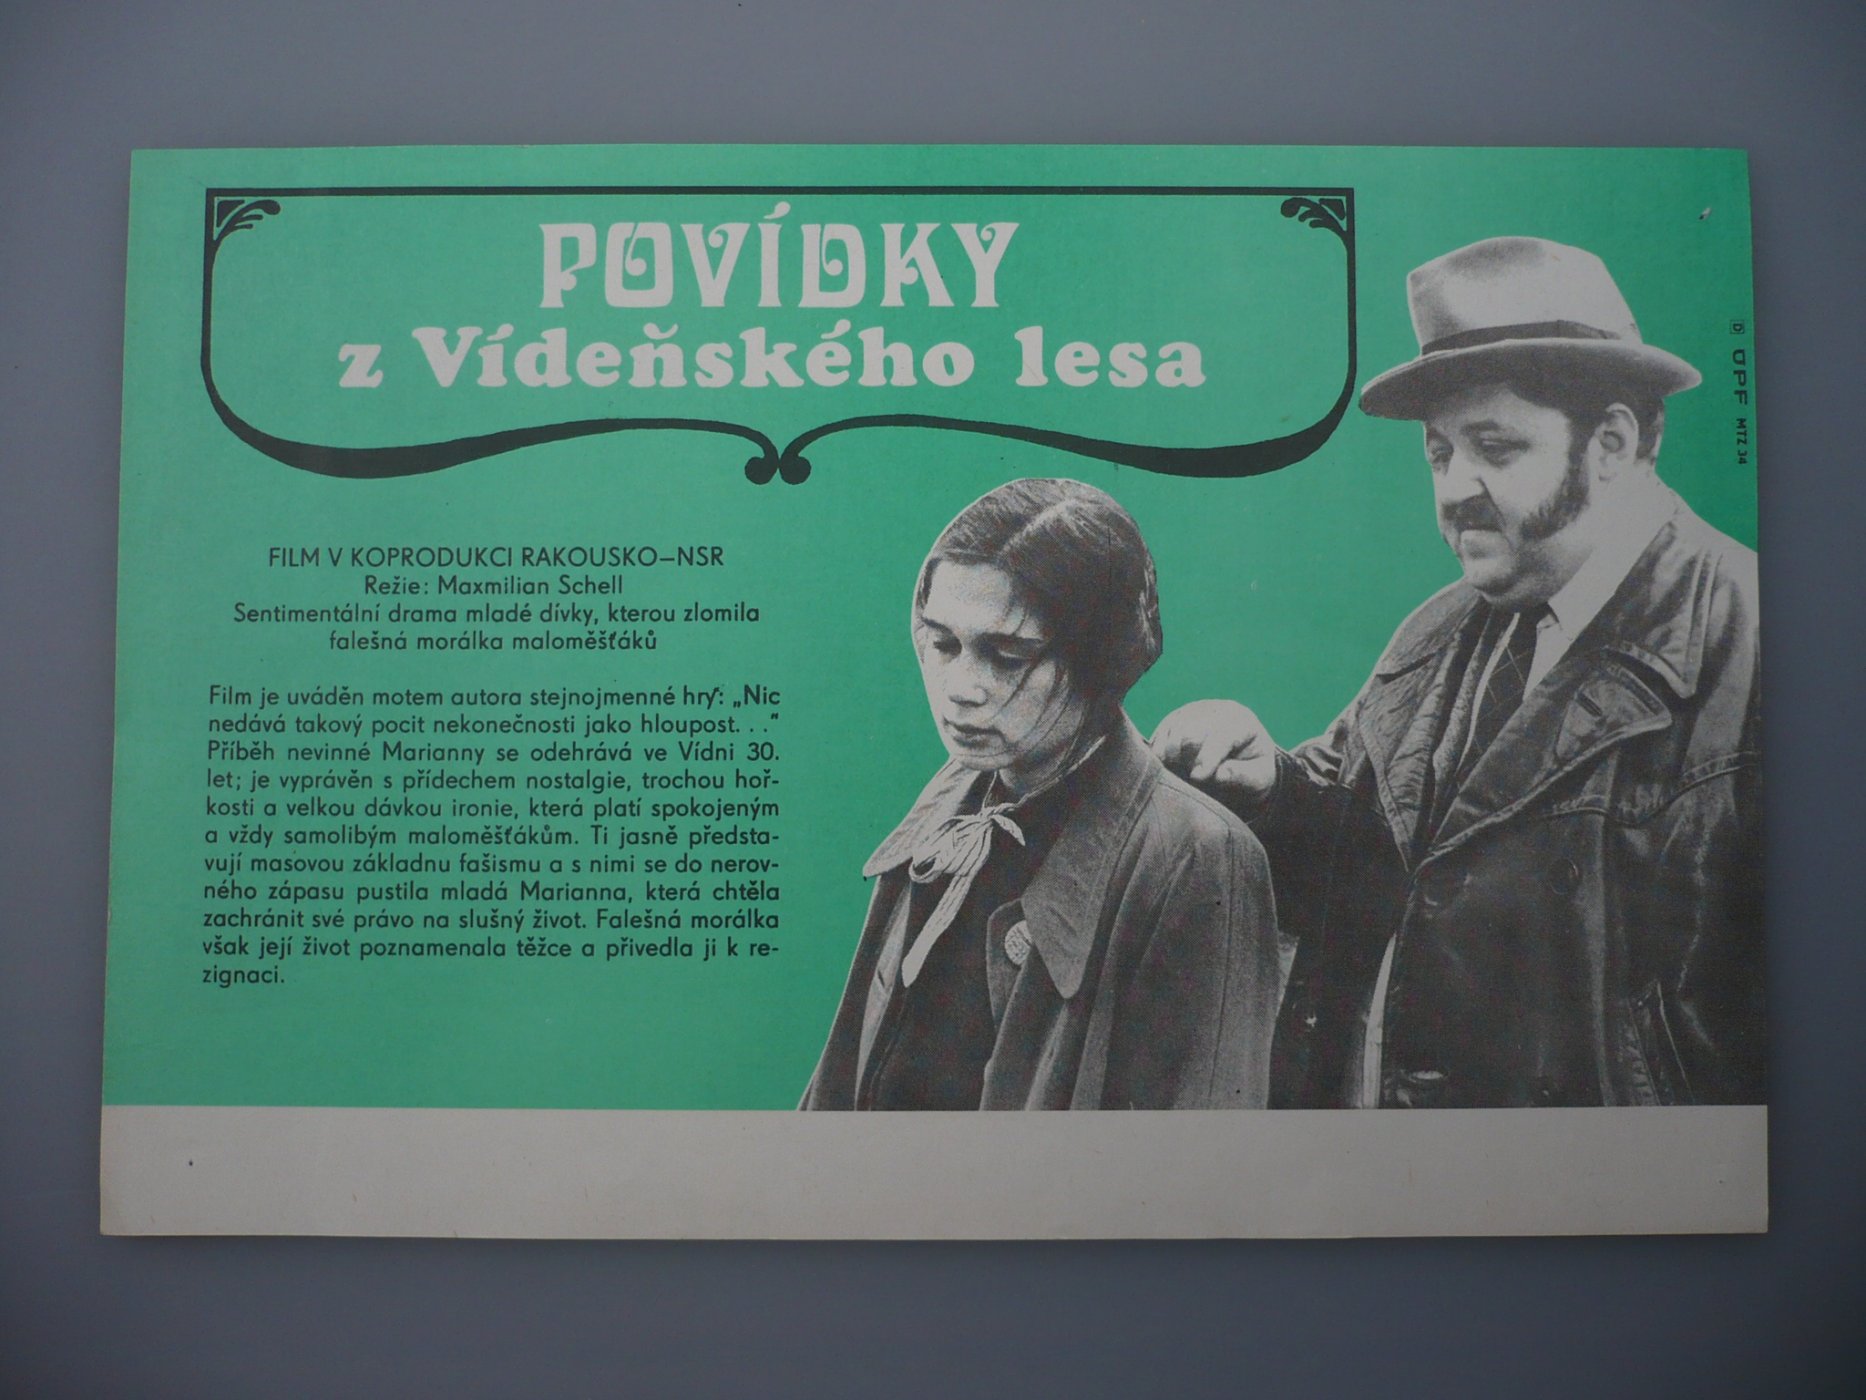 POVÍDKY
z Vídeňského lesa
FILM V KOPRODUKCI RAKOUSKO–NSR
Režie: Maxmilian Schell
Sentimentální drama mladé dívky, kterou zlomila
falešná morálka maloměšťáků
Film je uváděn motem autora stejnojmenné hry: „Nic
nedává takový pocit nekonečnosti jako hloupost. . .“
Příběh nevinné Marianny se odehrává ve Vídni 30.
let; je vyprávěn s přídechem nostalgie, trochou hoř-
kosti a velkou dávkou ironie, která platí spokojeným
a vždy samolibým maloměšťákům. Ti jasně předsta-
vují masovou základnu fašismu a s nimi se do nerov-
ného zápasu pustila mladá Marianna, která chtěla
zachránit své právo na slušný život. Falešná morálka
však její život poznamenala těžce a přivedla ji k re-
zignaci.
D ÚPF MTZ 34